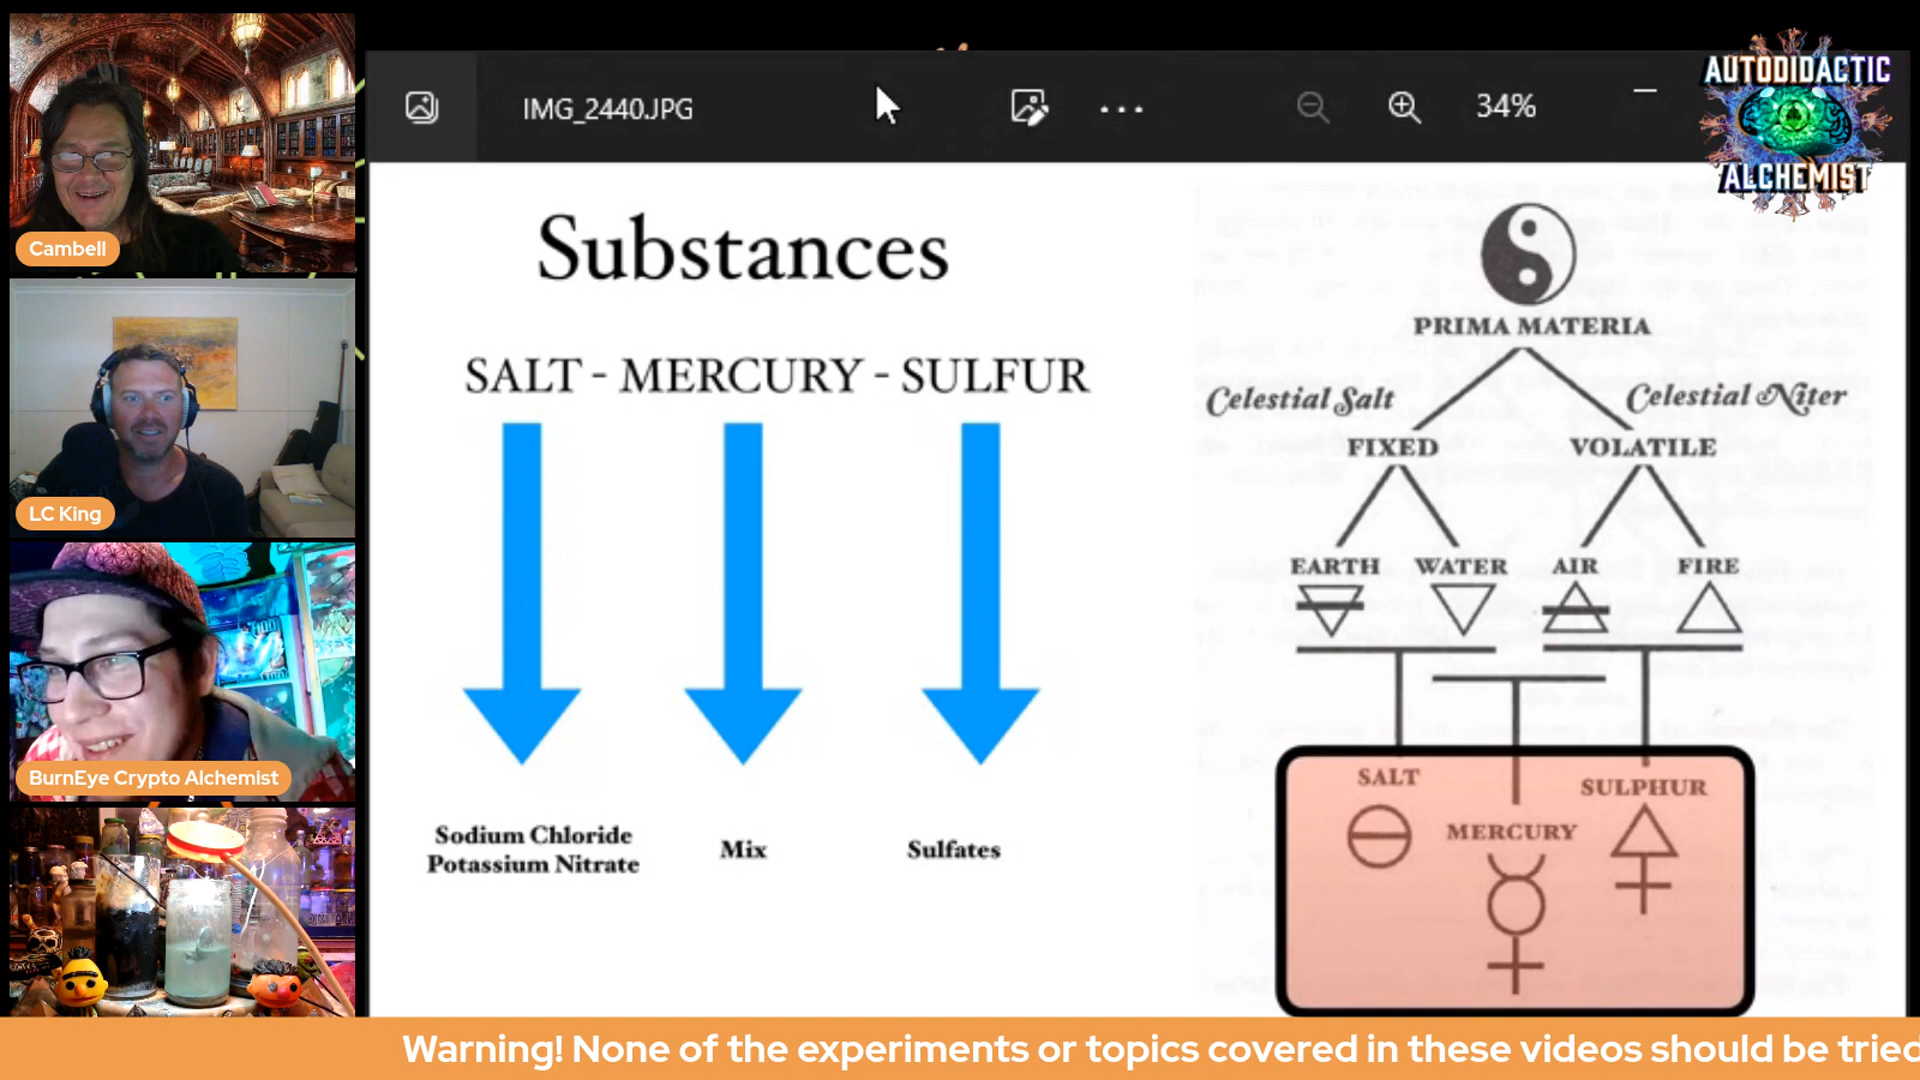 IMG_2440.JPG
34%
AUTODIDACTIC
ALCHEMIST
Cambell
LC King
BurnEye Crypto Alchemist
Substances
SALT - MERCURY - SULFUR
Sodium Chloride
Potassium Nitrate
Mix
Sulfates
PRIMA MATERIA
Celestial Salt
Celestial Niter
FIXED
VOLATILE
EARTH
WATER
AIR
FIRE
SALT
MERCURY
SULPHUR
Warning! None of the experiments or topics covered in these videos should be tried